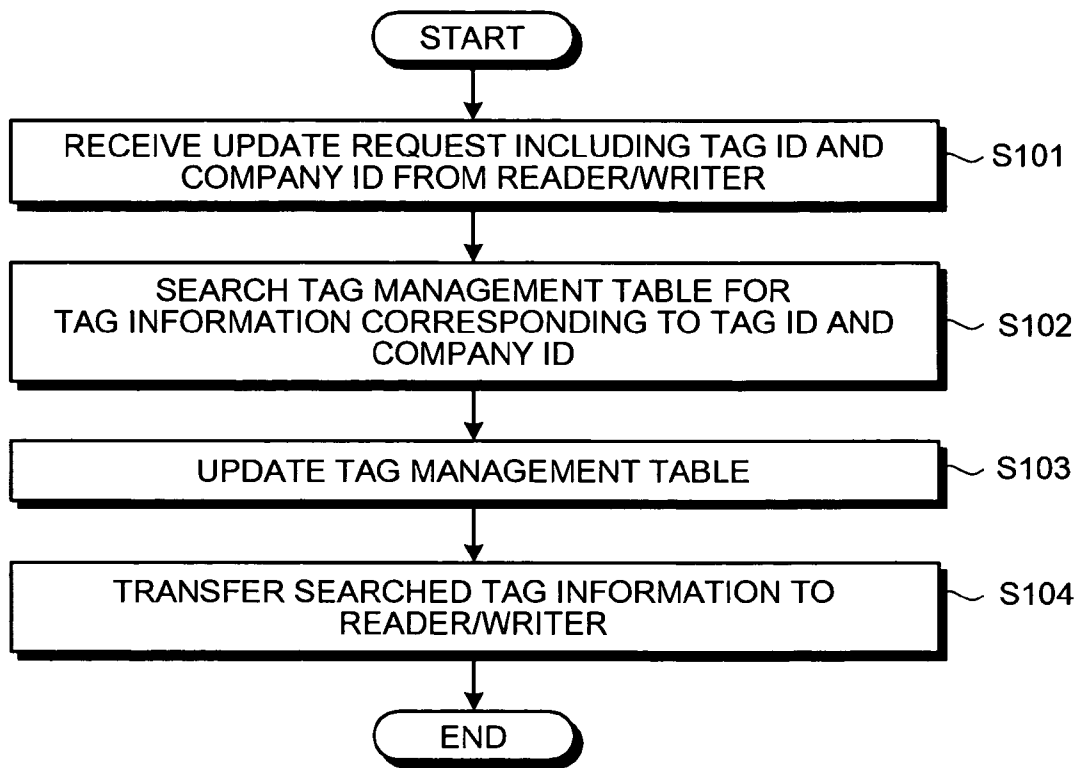 START
RECEIVE UPDATE REQUEST INCLUDING TAG ID AND
COMPANY ID FROM READER/WRITER
S101
SEARCH TAG MANAGEMENT TABLE FOR
TAG INFORMATION CORRESPONDING TO TAG ID AND
COMPANY ID
S102
UPDATE TAG MANAGEMENT TABLE
S103
TRANSFER SEARCHED TAG INFORMATION TO
READER/WRITER
S104
END